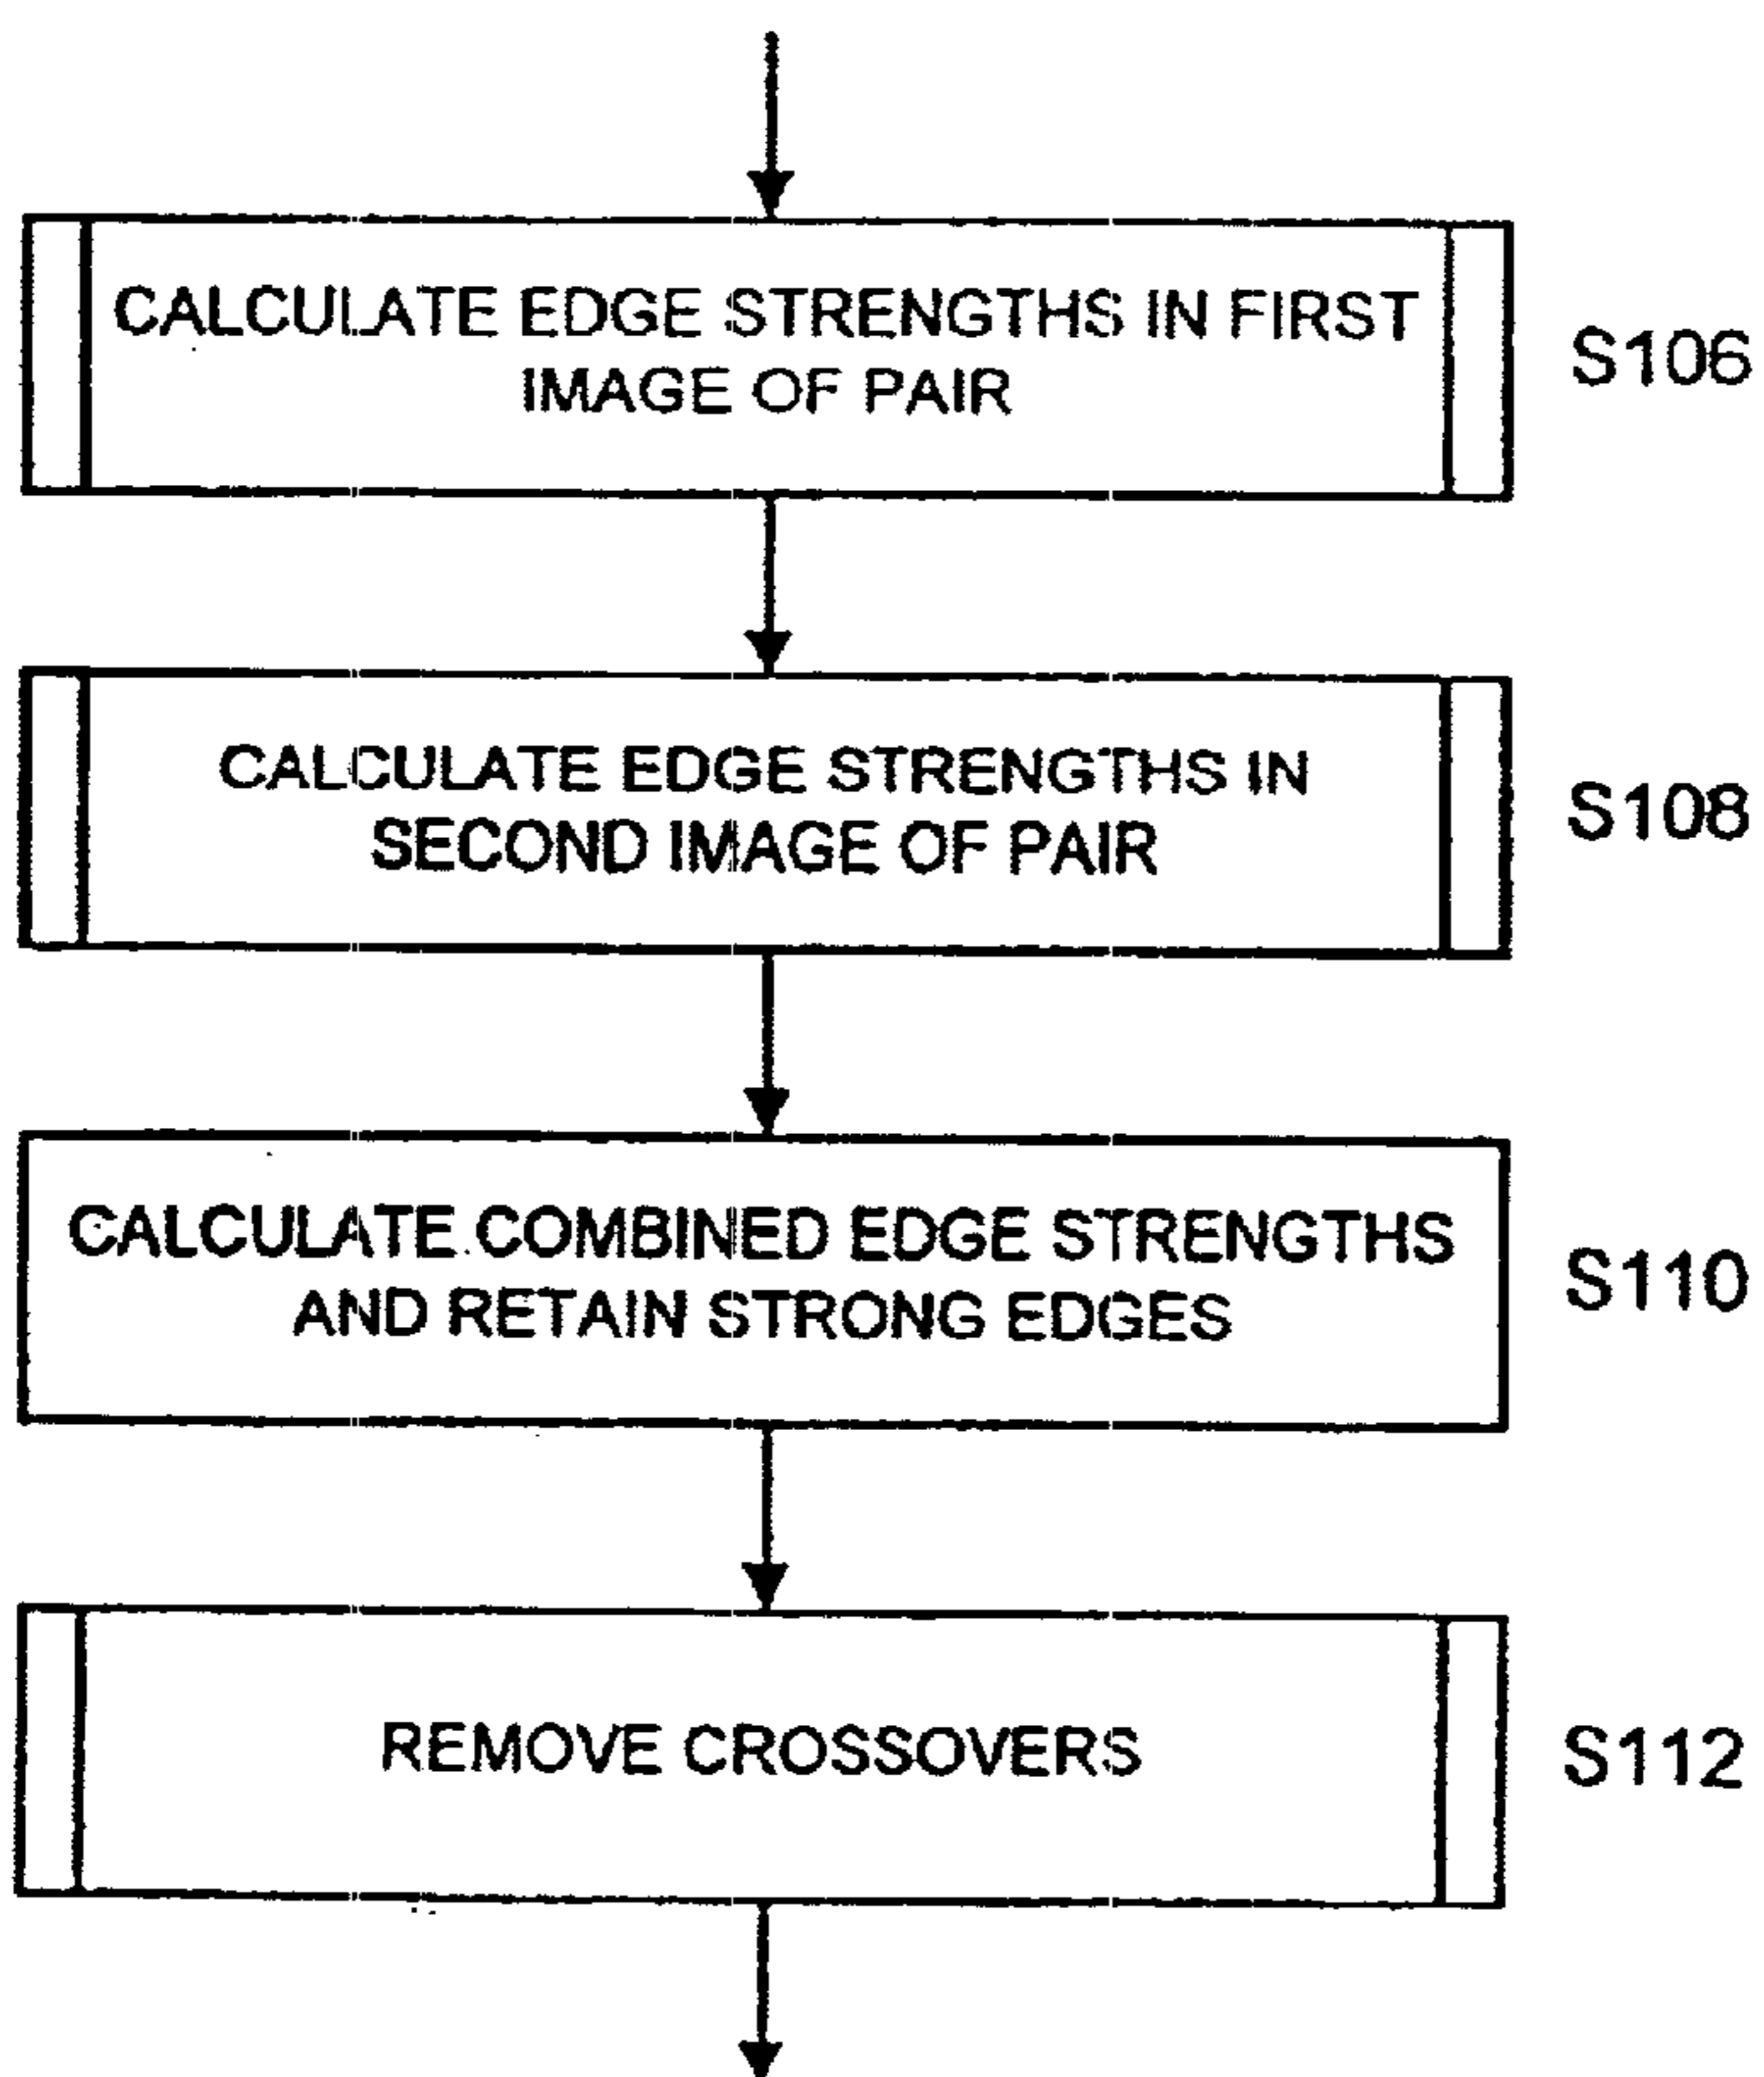 CALCULATE EDGE STRENGTHS IN FIRST
IMAGE OF PAIR
S106
CALCULATE EDGE STRENGTHS IN
SECOND IMAGE OF PAIR
S108
CALCULATE COMBINED EDGE STRENGTHS
AND RETAIN STRONG EDGES
S110
REMOVE CROSSOVERS
S112